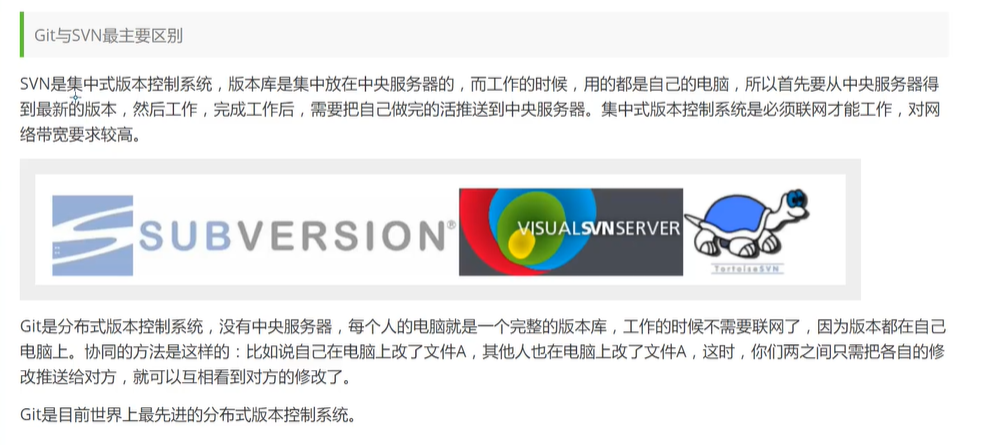 Git与SVN最主要区别
SVN是集中式版本控制系统，版本库是集中放在中央服务器的，而工作的时候，用的都是自己的电脑，所以首先要从中央服务器得
到最新的版本，然后工作，完成工作后，需要把自己做完的活推送到中央服务器。集中式版本控制系统是必须联网才能工作，对网
络带宽要求较高。
SUBVERSION®
VISUALSVNSERVER
TortoiseSVN
Git是分布式版本控制系统，没有中央服务器，每个人的电脑就是一个完整的版本库，工作的时候不需要联网了，因为版本都在自己
电脑上。协同的方法是这样的：比如说自己在电脑上改了文件A，其他人也在电脑上改了文件A，这时，你们两之间只需把各自的修
改推送给对方，就可以互相看到对方的修改了。
Git是目前世界上最先进的分布式版本控制系统。